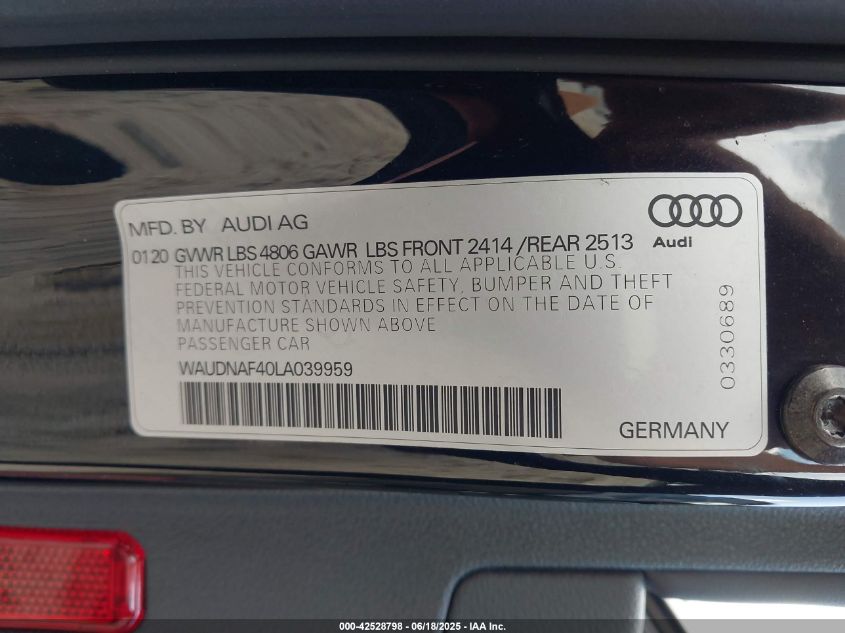 MFD. BY AUDI AG
0120 GVWR LBS 4806 GAWR LBS FRONT 2414 /REAR 2513
Audi
THIS VEHICLE CONFORMS TO ALL APPLICABLE U.S.
FEDERAL MOTOR VEHICLE SAFETY, BUMPER AND THEFT
PREVENTION STANDARDS IN EFFECT ON THE DATE OF
MANUFACTURE SHOWN ABOVE
PASSENGER CAR
WAUDNAF40LA039959
0330689
GERMANY
000-42528798 - 06/18/2025 - © IAA Inc.